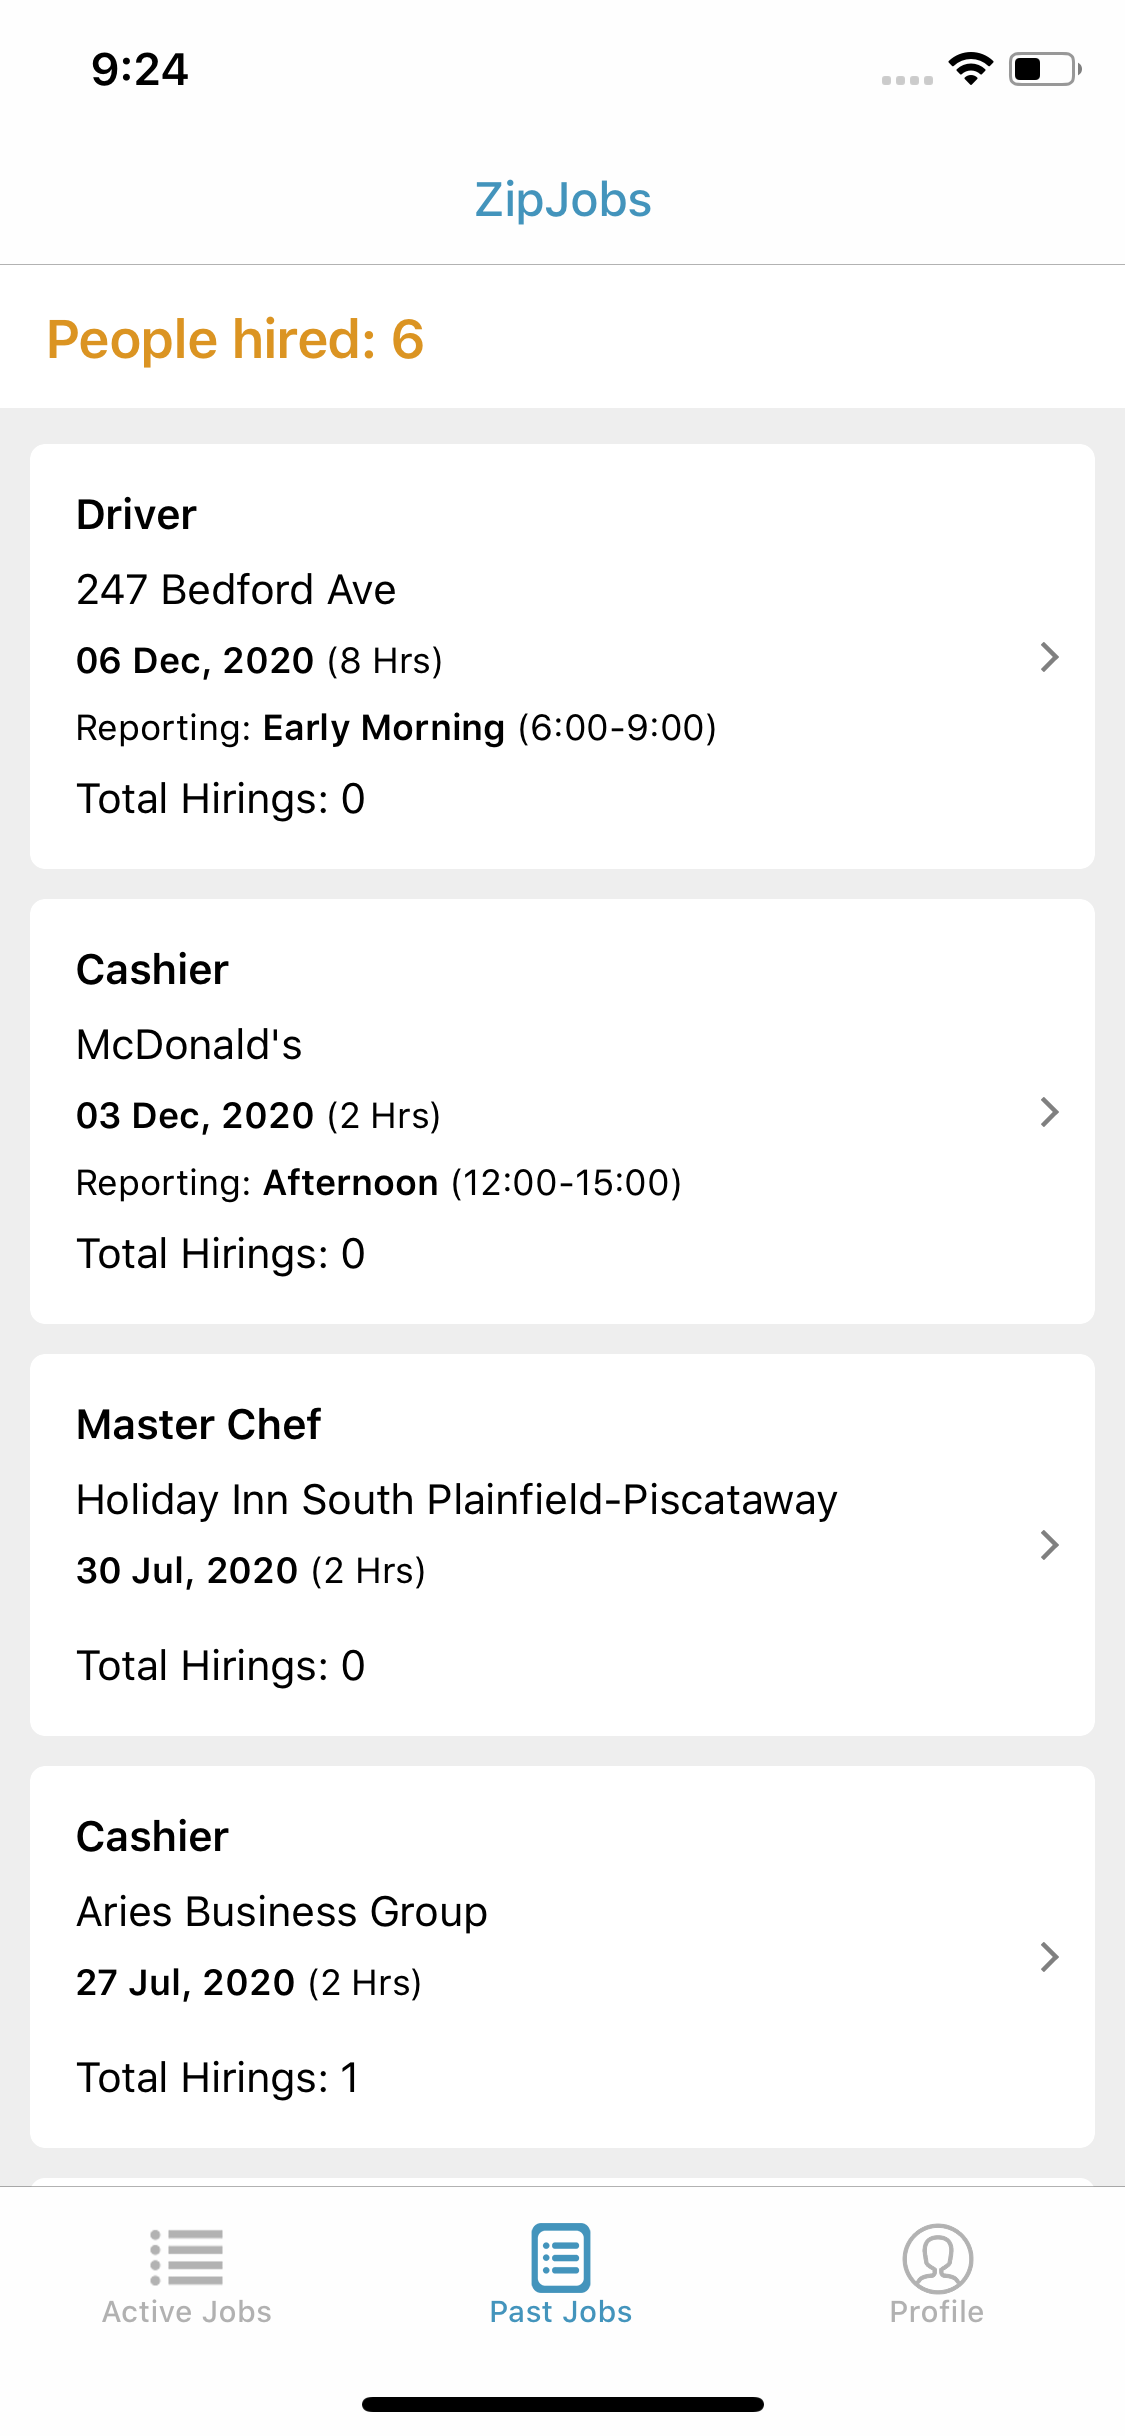 9:24
ZipJobs
People hired: 6
Driver
247 Bedford Ave
06 Dec, 2020 (8 Hrs)
Reporting: Early Morning (6:00-9:00)
Total Hirings: 0
Cashier
McDonald's
03 Dec, 2020 (2 Hrs)
Reporting: Afternoon (12:00-15:00)
Total Hirings: 0
Master Chef
Holiday Inn South Plainfield-Piscataway
30 Jul, 2020 (2 Hrs)
Total Hirings: 0
Cashier
Aries Business Group
27 Jul, 2020 (2 Hrs)
Total Hirings: 1
Active Jobs
Past Jobs
Profile